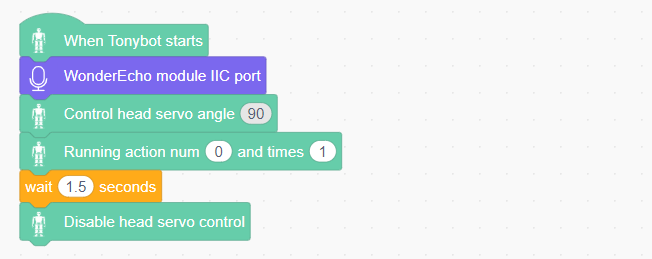 When Tonybot starts
WonderEcho module IIC port
Control head servo angle 90
Running action num 0 and times 1
wait 1.5 seconds
Disable head servo control